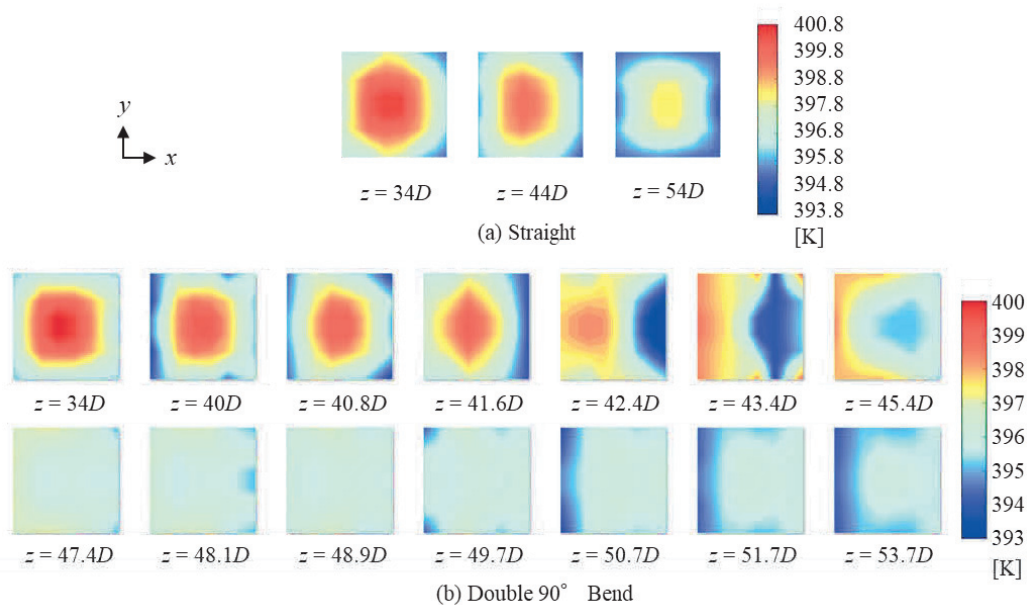 400.8
399.8
398.8
397.8
396.8
395.8
394.8
393.8
[K]
y
x
z = 34D
z = 44D
z = 54D
(a) Straight
z = 34D
z = 40D
z = 40.8D
z = 41.6D
z = 42.4D
z = 43.4D
z = 45.4D
400
399
398
397
396
395
394
393
[K]
z = 47.4D
z = 48.1D
z = 48.9D
z = 49.7D
z = 50.7D
z = 51.7D
z = 53.7D
(b) Double 90° Bend